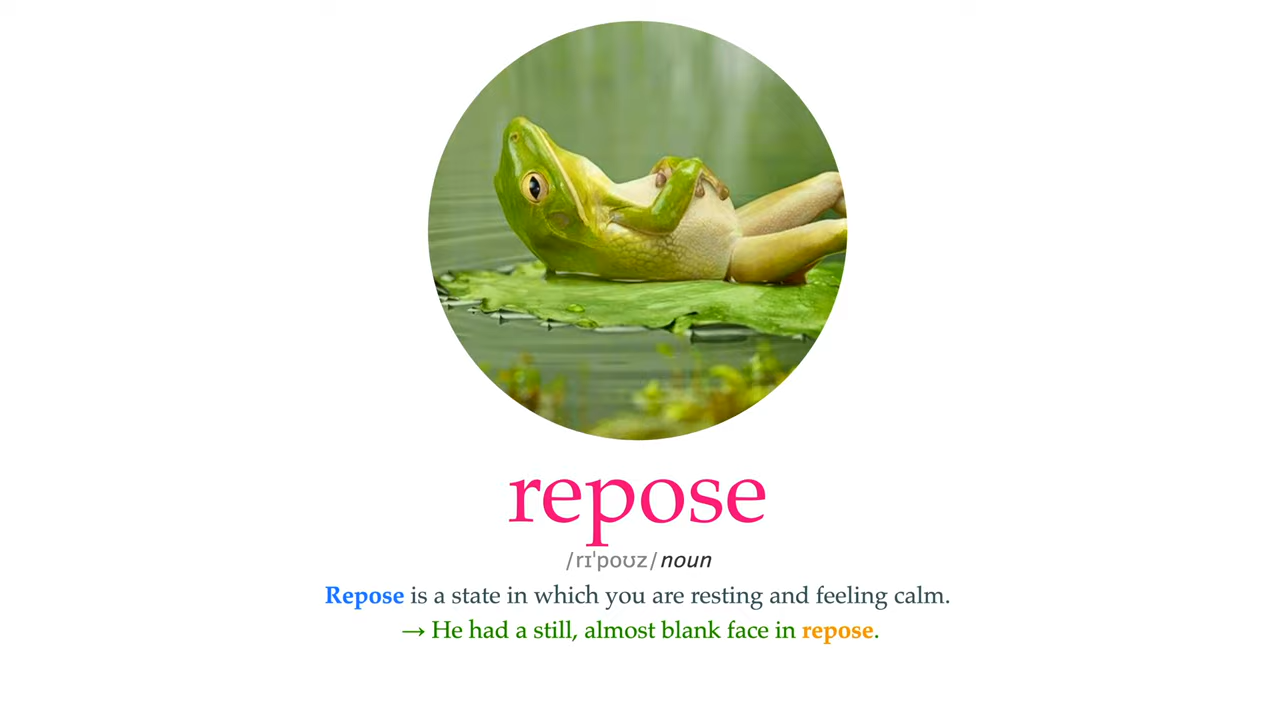 repose
/rɪˈpoʊz/ noun
Repose is a state in which you are resting and feeling calm.
→ He had a still, almost blank face in repose.